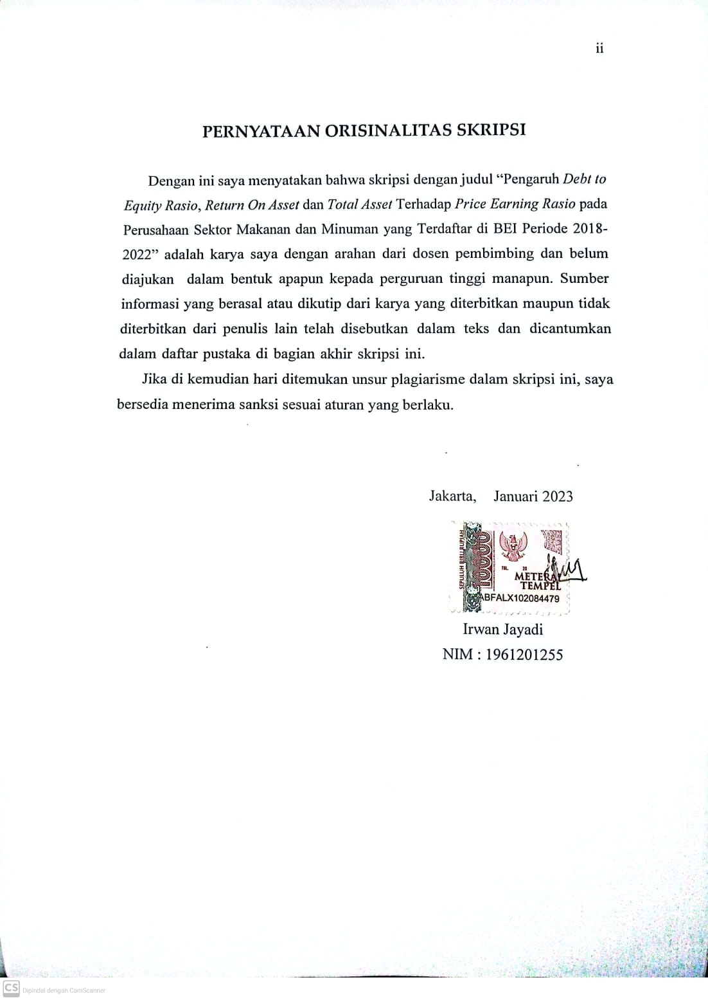 ii
PERNYATAAN ORISINALITAS SKRIPSI
Dengan ini saya menyatakan bahwa skripsi dengan judul “Pengaruh Debt to
Equity Rasio, Return On Asset dan Total Asset Terhadap Price Earning Rasio pada
Perusahaan Sektor Makanan dan Minuman yang Terdaftar di BEI Periode 2018-
2022” adalah karya saya dengan arahan dari dosen pembimbing dan belum
diajukan dalam bentuk apapun kepada perguruan tinggi manapun. Sumber
informasi yang berasal atau dikutip dari karya yang diterbitkan maupun tidak
diterbitkan dari penulis lain telah disebutkan dalam teks dan dicantumkan
dalam daftar pustaka di bagian akhir skripsi ini.
Jika di kemudian hari ditemukan unsur plagiarisme dalam skripsi ini, saya
bersedia menerima sanksi sesuai aturan yang berlaku.
Jakarta, Januari 2023
SEPULUH RIBU RUPIAH
10000
TGL. 20
METERAI
TEMPEL
ABFALX102084479
Irwan Jayadi
NIM : 1961201255
CS Dipindai dengan CamScanner